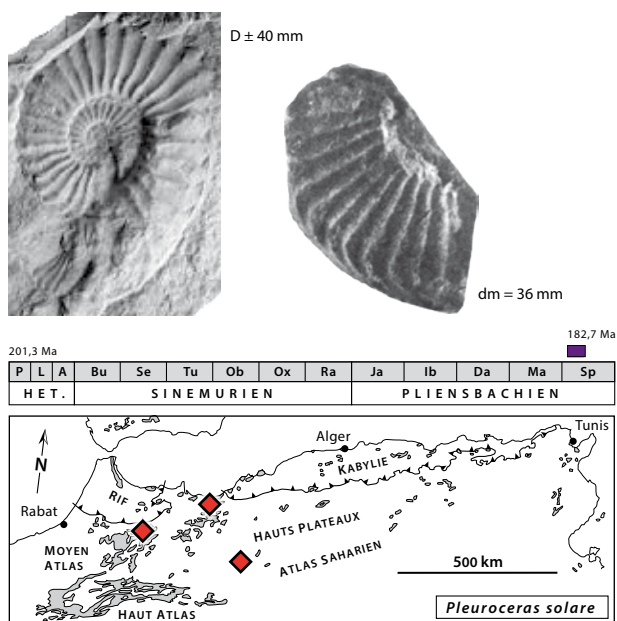 D ± 40 mm
dm = 36 mm
182,7 Ma
201,3 Ma
P L A Bu Se Tu Ob Ox Ra Ja Ib Da Ma Sp
HET. SINEMURIEN PLIENSBACHIEN
Tunis
Alger
N
KABYLIE
RIF
Rabat
HAUTS PLATEAUX
MOYEN
ATLAS
ATLAS SAHARIEN
500 km
HAUT ATLAS
Pleuroceras solare